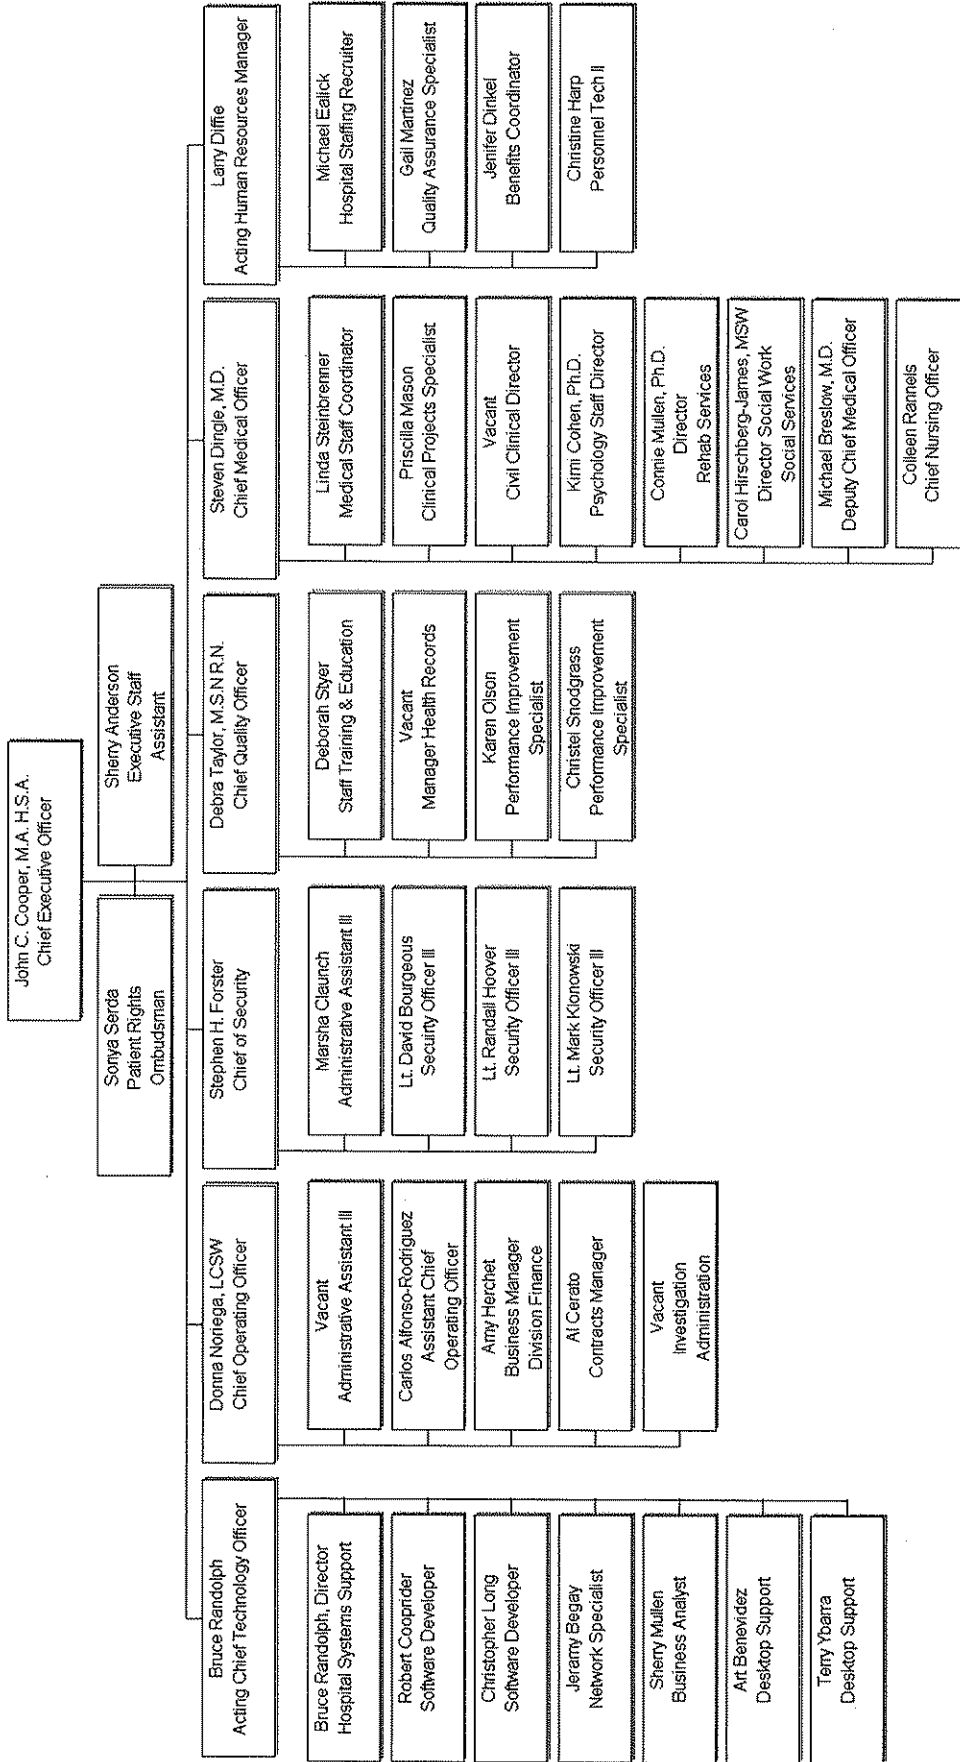 John C. Cooper, M.A. H.S.A.
Chief Executive Officer
Sonya Serda
Patient Rights
Ombudsman
Sherry Anderson
Executive Staff
Assistant
Bruce Randolph
Acting Chief Technology Officer
Bruce Randolph, Director
Hospital Systems Support
Robert Cooprider
Software Developer
Christopher Long
Software Developer
Jeramy Begay
Network Specialist
Sherry Mullen
Business Analyst
Art Benevidez
Desktop Support
Terry Ybarra
Desktop Support
Donna Noriega, LCSW
Chief Operating Officer
Vacant
Administrative Assistant III
Carlos Alfonso-Rodriguez
Assistant Chief
Operating Officer
Amy Herchet
Business Manager
Division Finance
Al Cerato
Contracts Manager
Vacant
Investigation
Administration
Stephen H. Forster
Chief of Security
Marsha Claunch
Administrative Assistant III
Lt. David Bourgeous
Security Officer III
Lt. Randall Hoover
Security Officer III
Lt. Mark Klonowski
Security Officer III
Debra Taylor, M.S.N R.N.
Chief Quality Officer
Deborah Styer
Staff Training & Education
Vacant
Manager Health Records
Karen Olson
Performance Improvement
Specialist
Christel Snodgrass
Performance Improvement
Specialist
Steven Dingle, M.D.
Chief Medical Officer
Linda Steinbrenner
Medical Staff Coordinator
Priscilla Mason
Clinical Projects Specialist
Vacant
Civil Clinical Director
Kimi Cohen, Ph.D.
Psychology Staff Director
Connie Mullen, Ph.D.
Director
Rehab Services
Carol Hirschberg-James, MSW
Director Social Work
Social Services
Michael Breslow, M.D.
Deputy Chief Medical Officer
Colleen Rannels
Chief Nursing Officer
Larry Diffie
Acting Human Resources Manager
Michael Ealick
Hospital Staffing Recruiter
Gail Martinez
Quality Assurance Specialist
Jenifer Dinkel
Benefits Coordinator
Christine Harp
Personnel Tech II